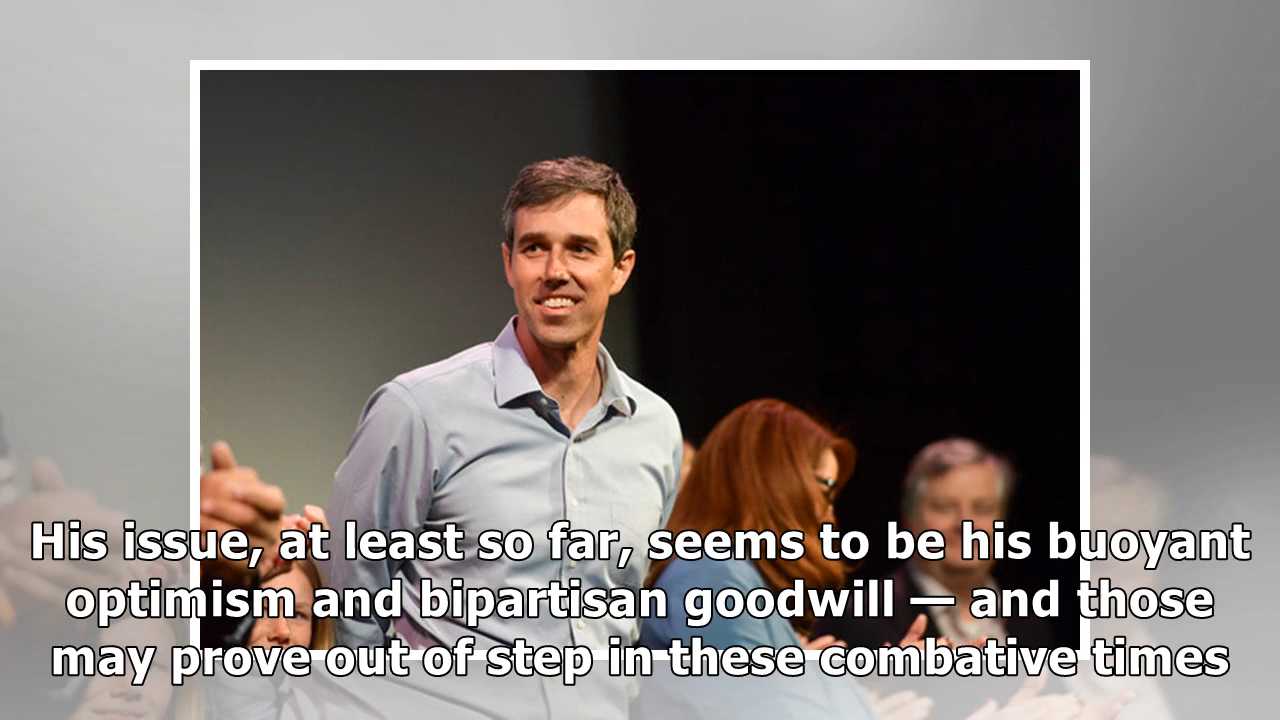 His issue, at least so far, seems to be his buoyant
optimism and bipartisan goodwill — and those
may prove out of step in these combative times